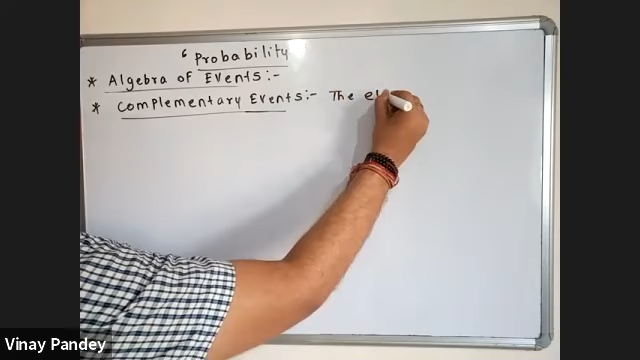 ‘ Probability
* Algebra of Events :-
* Complementary Events :- The
Vinay Pandey